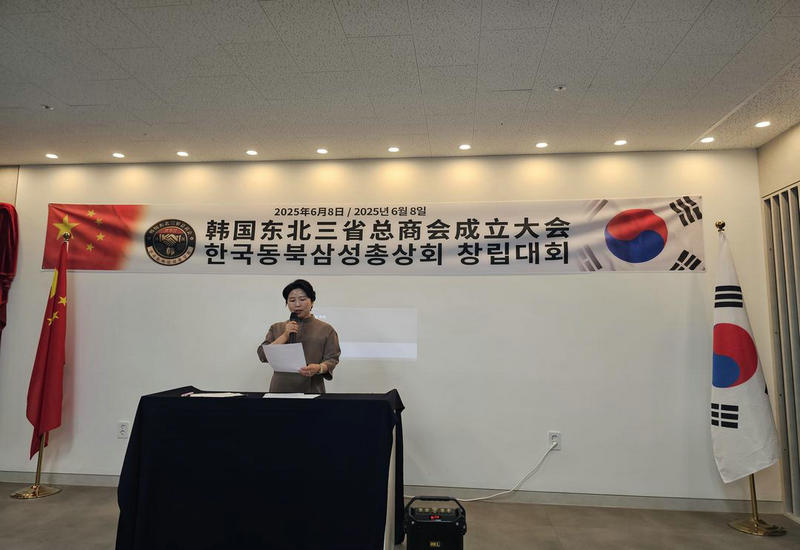 2025年6月8日 / 2025년 6월 8일
韩国东北三省总商会成立大会
한국동북삼성총상회 창립대회